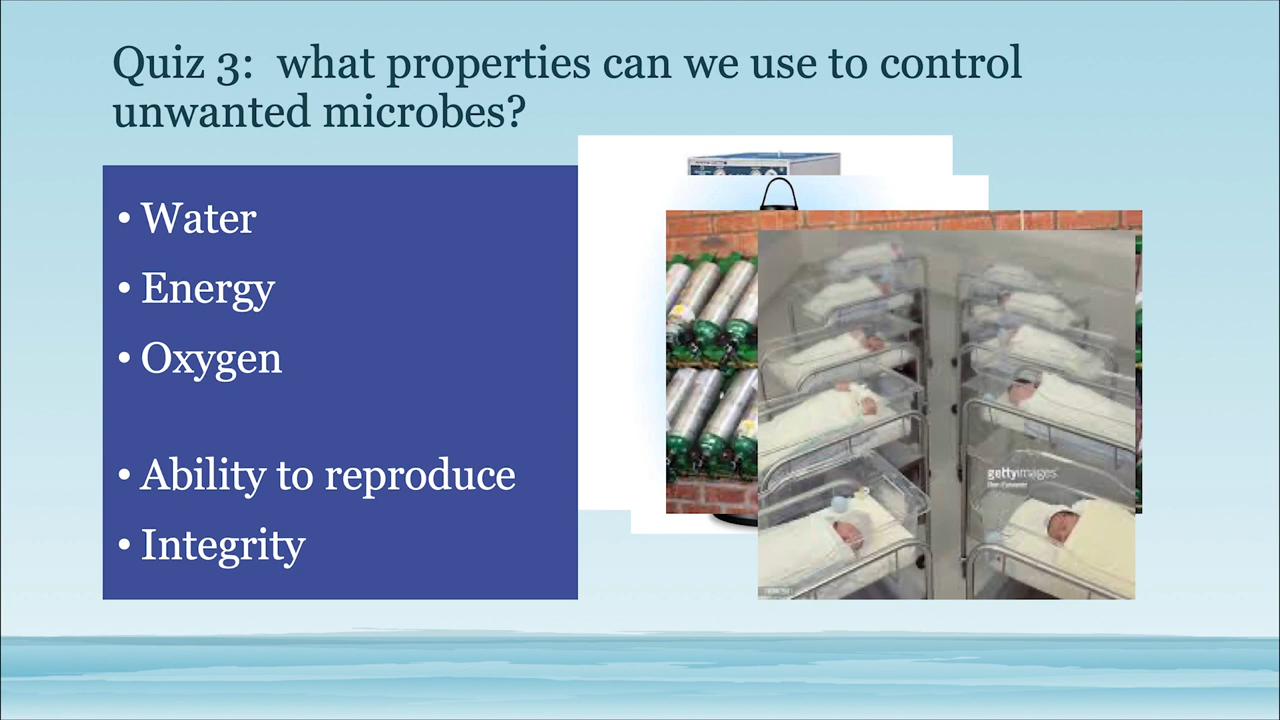 Quiz 3:  what properties can we use to control
unwanted microbes?
• Water
• Energy
• Oxygen
• Ability to reproduce
• Integrity
gettyimages